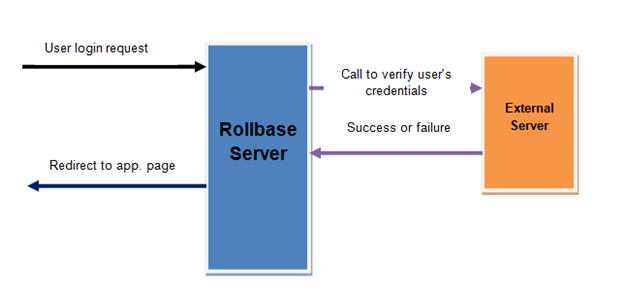 User login request
Call to verify user's
credentials
External
Server
Rollbase
Server
Success or failure
Redirect to app. page